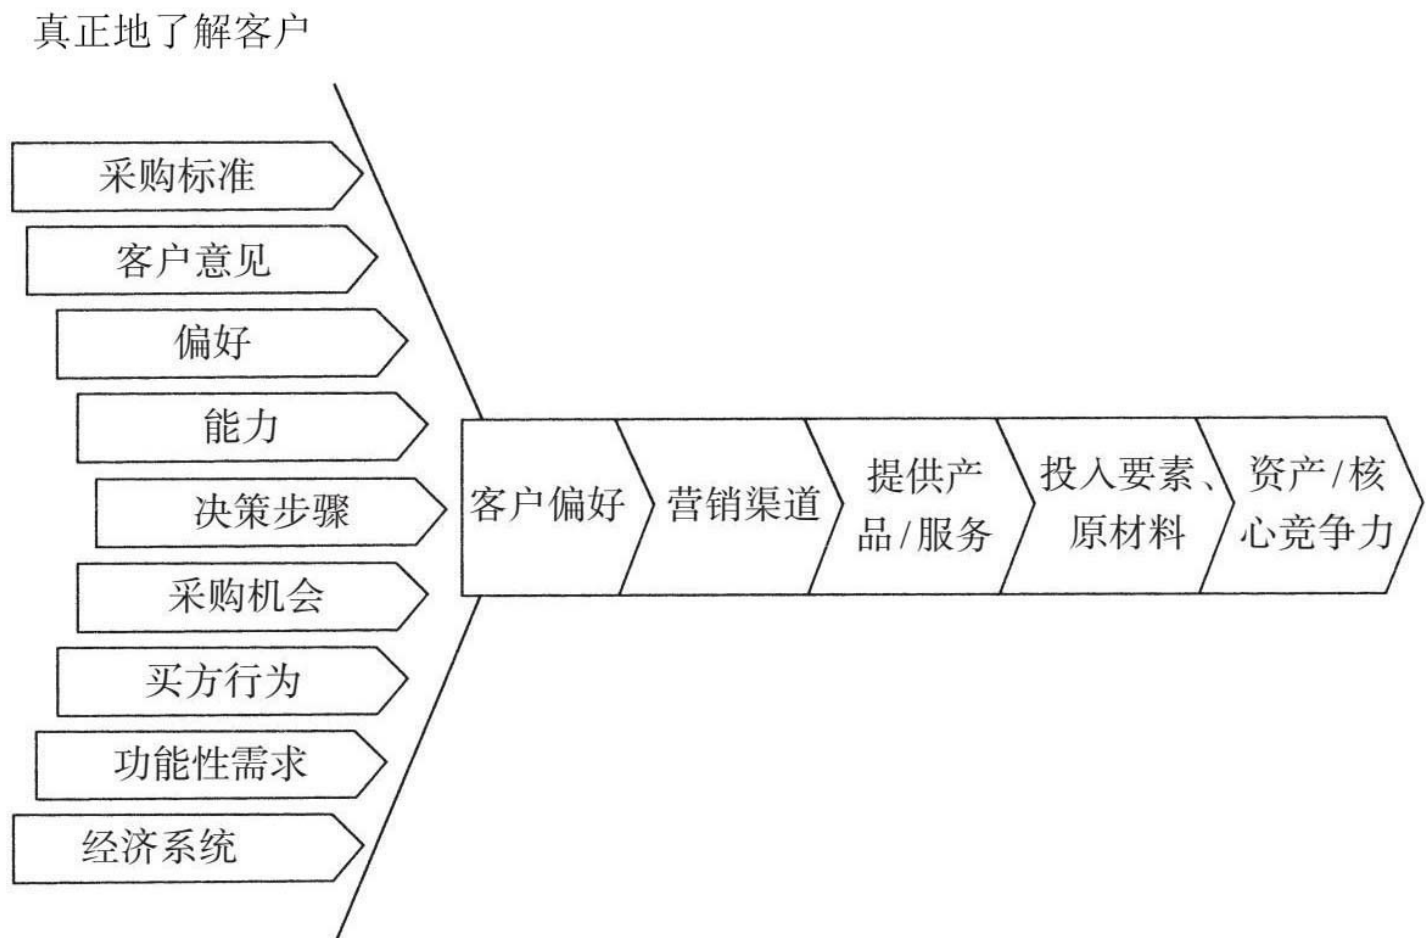 真正地了解客户
采购标准
客户意见
偏好
能力
决策步骤
采购机会
买方行为
功能性需求
经济系统
客户偏好
营销渠道
提供产
品/服务
投入要素、
原材料
资产/核
心竞争力